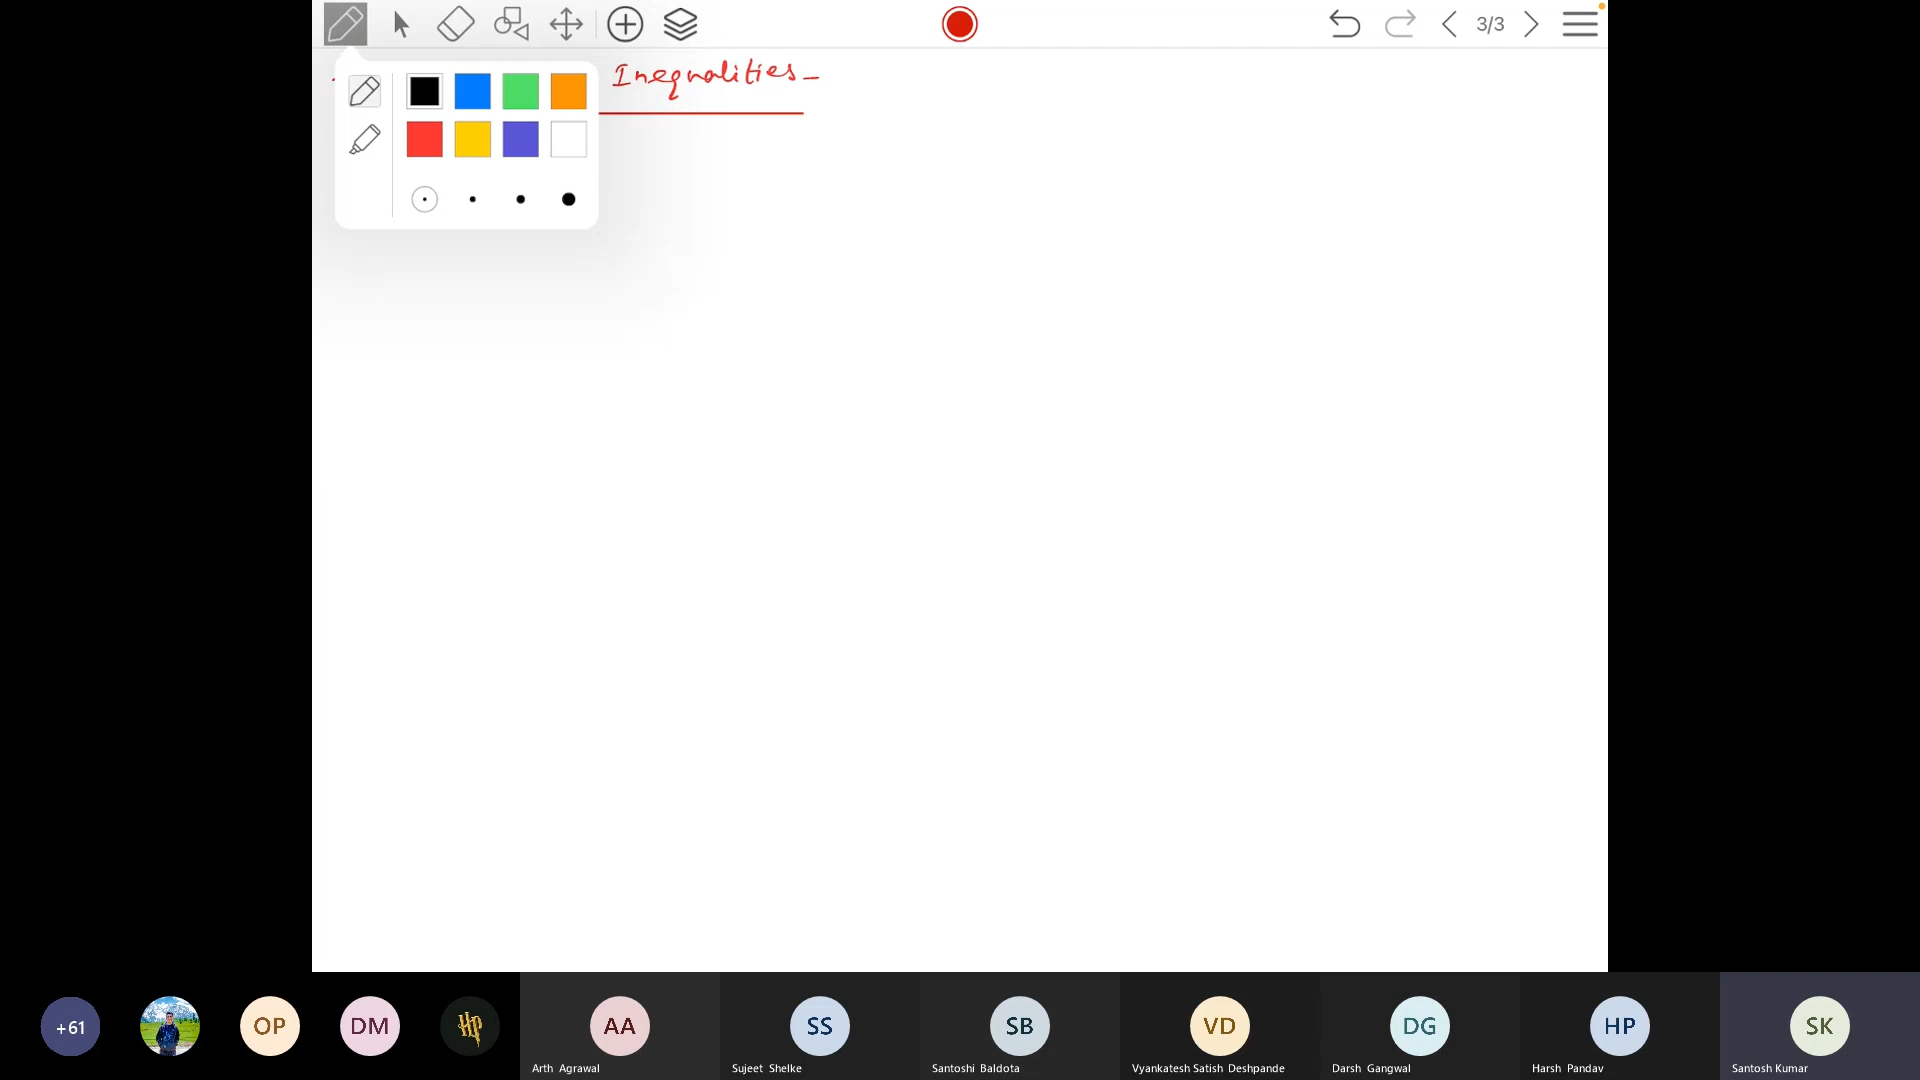 3/3
Inequalities -
+61
OP
DM
HP
AA
SS
SB
VD
DG
HP
SK
Arth Agrawal
Sujeet Shelke
Santoshi Baldota
Vyankatesh Satish Deshpande
Darsh Gangwal
Harsh Pandav
Santosh Kumar